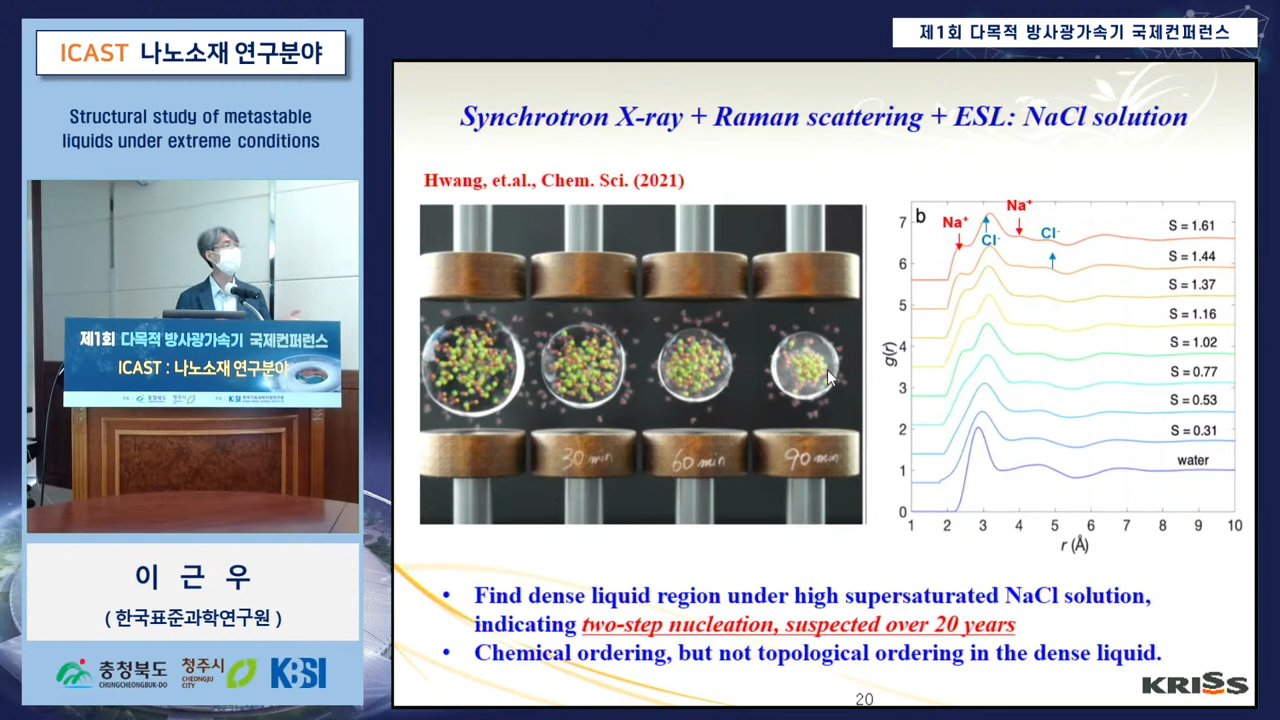 ICAST 나노소재 연구분야
제1회 다목적 방사광가속기 국제컨퍼런스
Structural study of metastable
liquids under extreme conditions
제1회 다목적 방사광가속기 국제컨퍼런스
ICAST : 나노소재 연구분야
충청북도
청주시
KBSI
이 근 우
( 한국표준과학연구원 )
충청북도
CHUNGCHEONGBUK-DO
청주시
CHEONGJU
CITY
KBSI
Synchrotron X-ray + Raman scattering + ESL: NaCl solution
Hwang, et.al., Chem. Sci. (2021)
30 min
60 min
90 min
b
Na⁺
Na⁺
Cl⁻
Cl⁻
S = 1.61
S = 1.44
S = 1.37
S = 1.16
S = 1.02
S = 0.77
S = 0.53
S = 0.31
water
7
6
5
4
3
2
1
0
g(r)
1 2 3 4 5 6 7 8 9 10
r (Å)
• Find dense liquid region under high supersaturated NaCl solution,
indicating two-step nucleation, suspected over 20 years
• Chemical ordering, but not topological ordering in the dense liquid.
KRISS
20